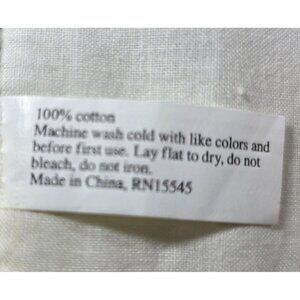 100% cotton
Machine wash cold with like colors and
before first use. Lay flat to dry, do not
bleach, do not iron.
Made in China, RN15545